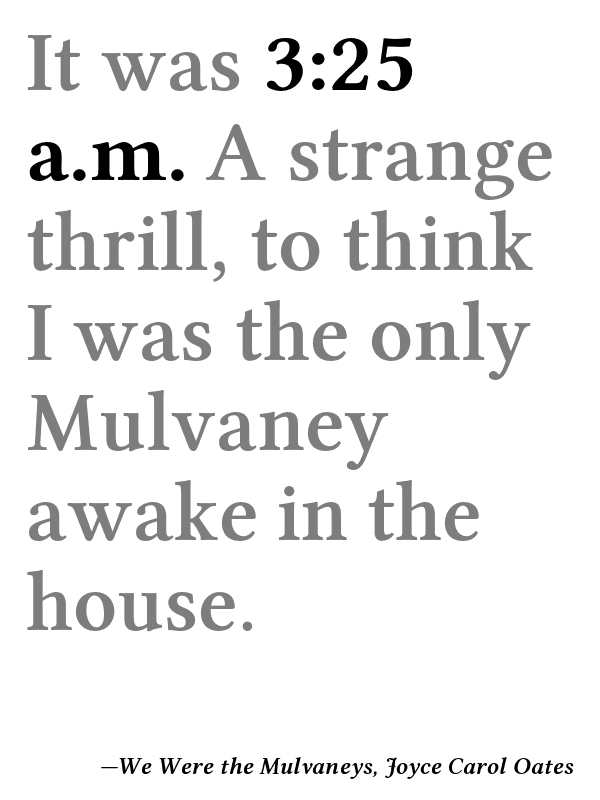 It was 3:25
a.m. A strange
thrill, to think
I was the only
Mulvaney
awake in the
house.
—We Were the Mulvaneys, Joyce Carol Oates